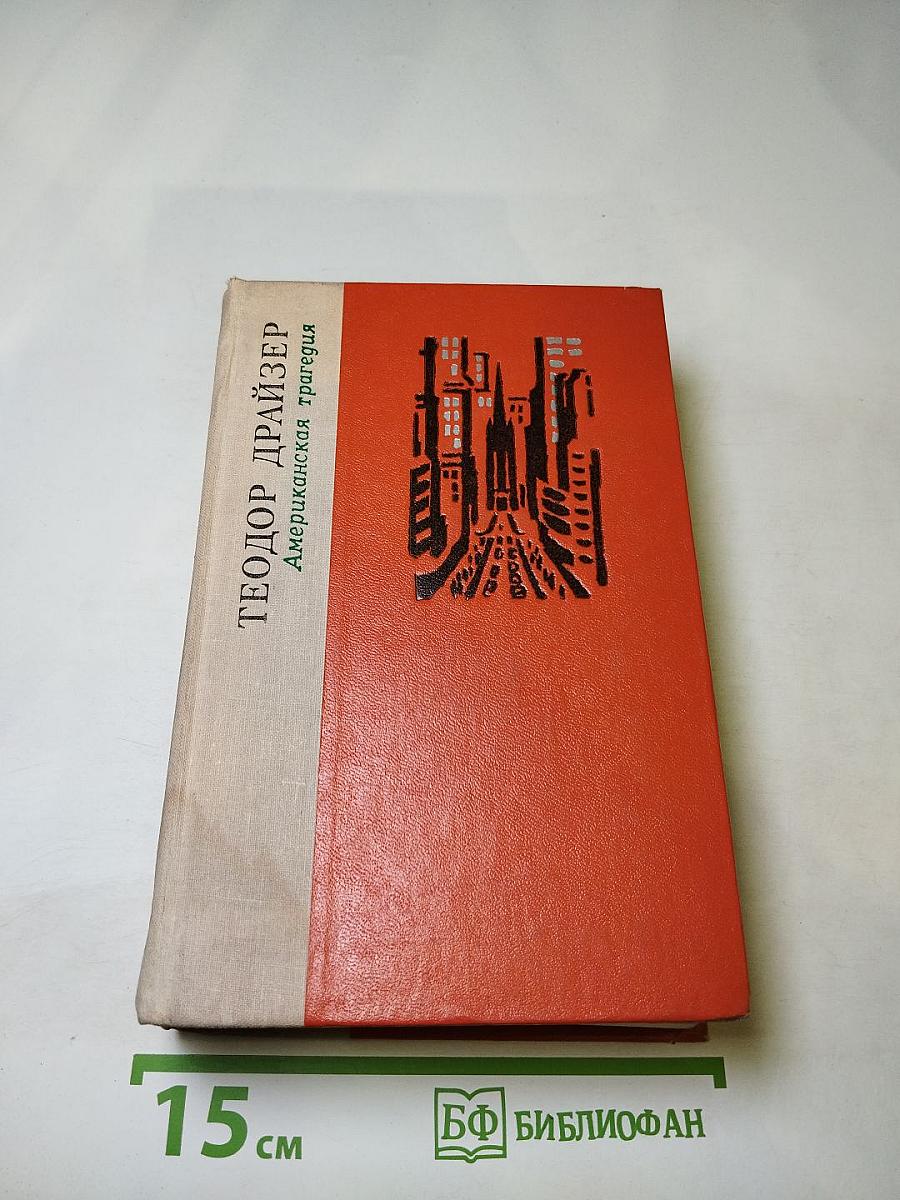 ТЕОДОР ДРАЙЗЕР
Американская трагедия
15 см
БФ БИБЛИОФАН